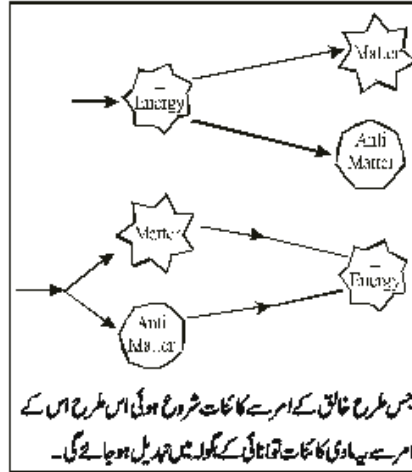 Matter
Energy
Anti
Matter
Matter
Energy
Anti
Matter
جس طرح خالق کے امر سے کائنات شروع ہوئی اس طرح اس کے
امر سے یہ مادی کائنات توانائی کے بگولہ میں تبدیل ہو جائے گی۔